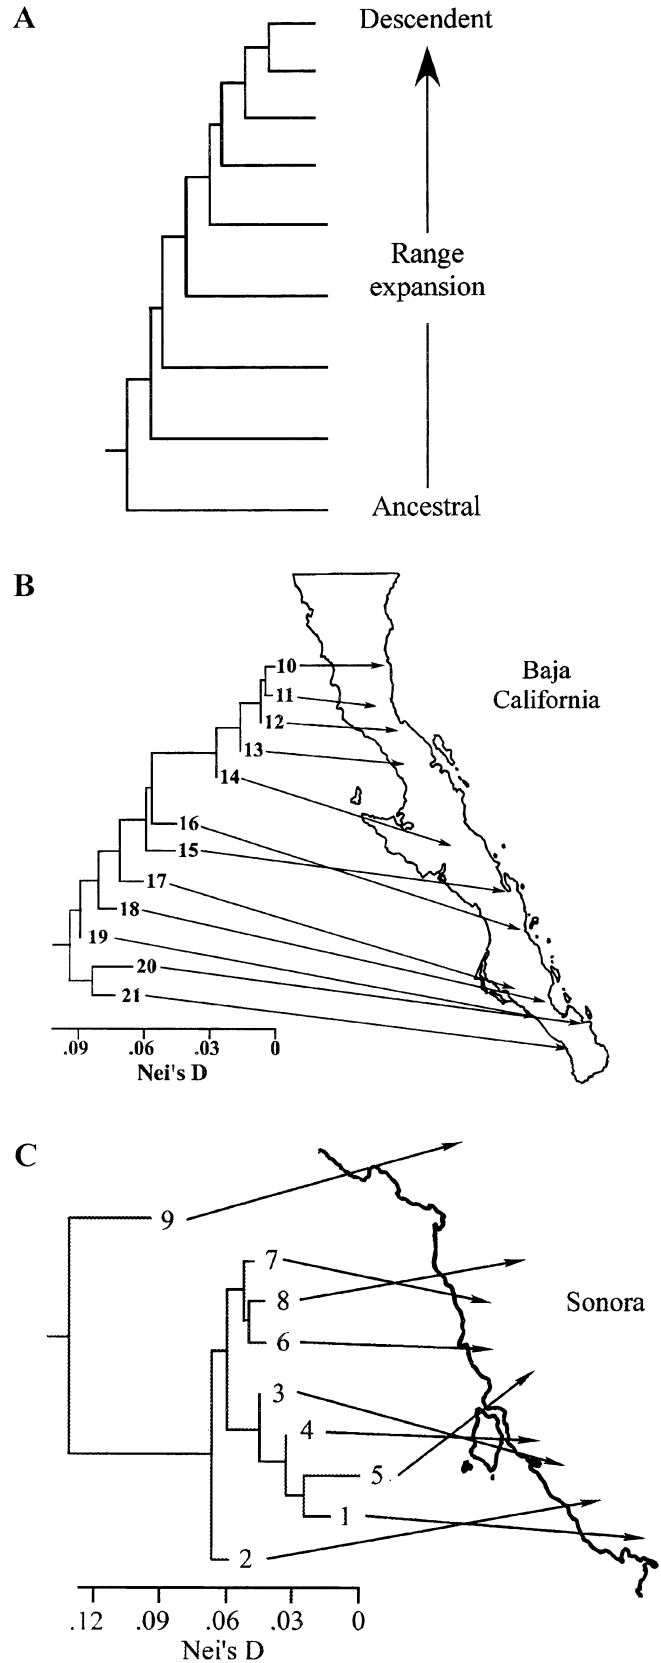 A
Descendent
Range
expansion
Ancestral
B
Baja
California
10
11
12
13
14
16
15
17
18
19
20
21
.09 .06 .03 0
Nei's D
C
Sonora
9
7
8
6
3
4
5
1
2
.12 .09 .06 .03 0
Nei's D